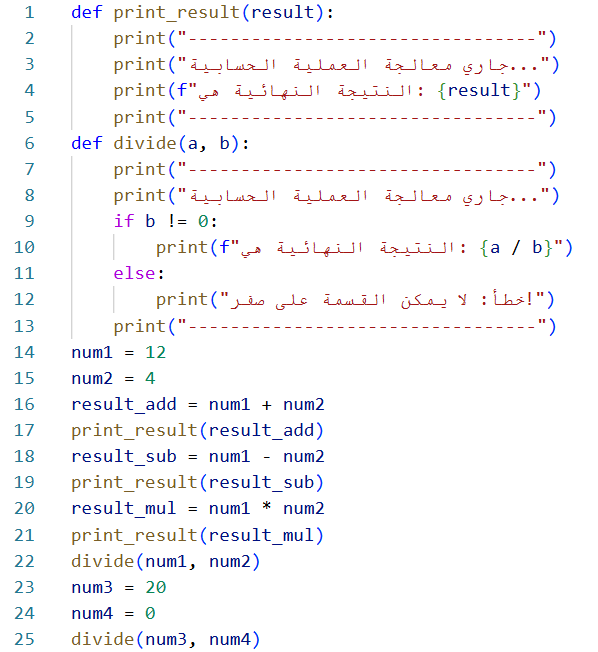 1 def print_result(result):
2     print("---------------------------------")
3     print("جاري معالجة العملية الحسابية...")
4     print(f"النتيجة النهائية هي: {result}")
5     print("---------------------------------")
6 def divide(a, b):
7     print("---------------------------------")
8     print("جاري معالجة العملية الحسابية...")
9     if b != 0:
10         print(f"النتيجة النهائية هي: {a / b}")
11     else:
12         print("خطأ: لا يمكن القسمة على صفر!")
13     print("---------------------------------")
14 num1 = 12
15 num2 = 4
16 result_add = num1 + num2
17 print_result(result_add)
18 result_sub = num1 - num2
19 print_result(result_sub)
20 result_mul = num1 * num2
21 print_result(result_mul)
22 divide(num1, num2)
23 num3 = 20
24 num4 = 0
25 divide(num3, num4)